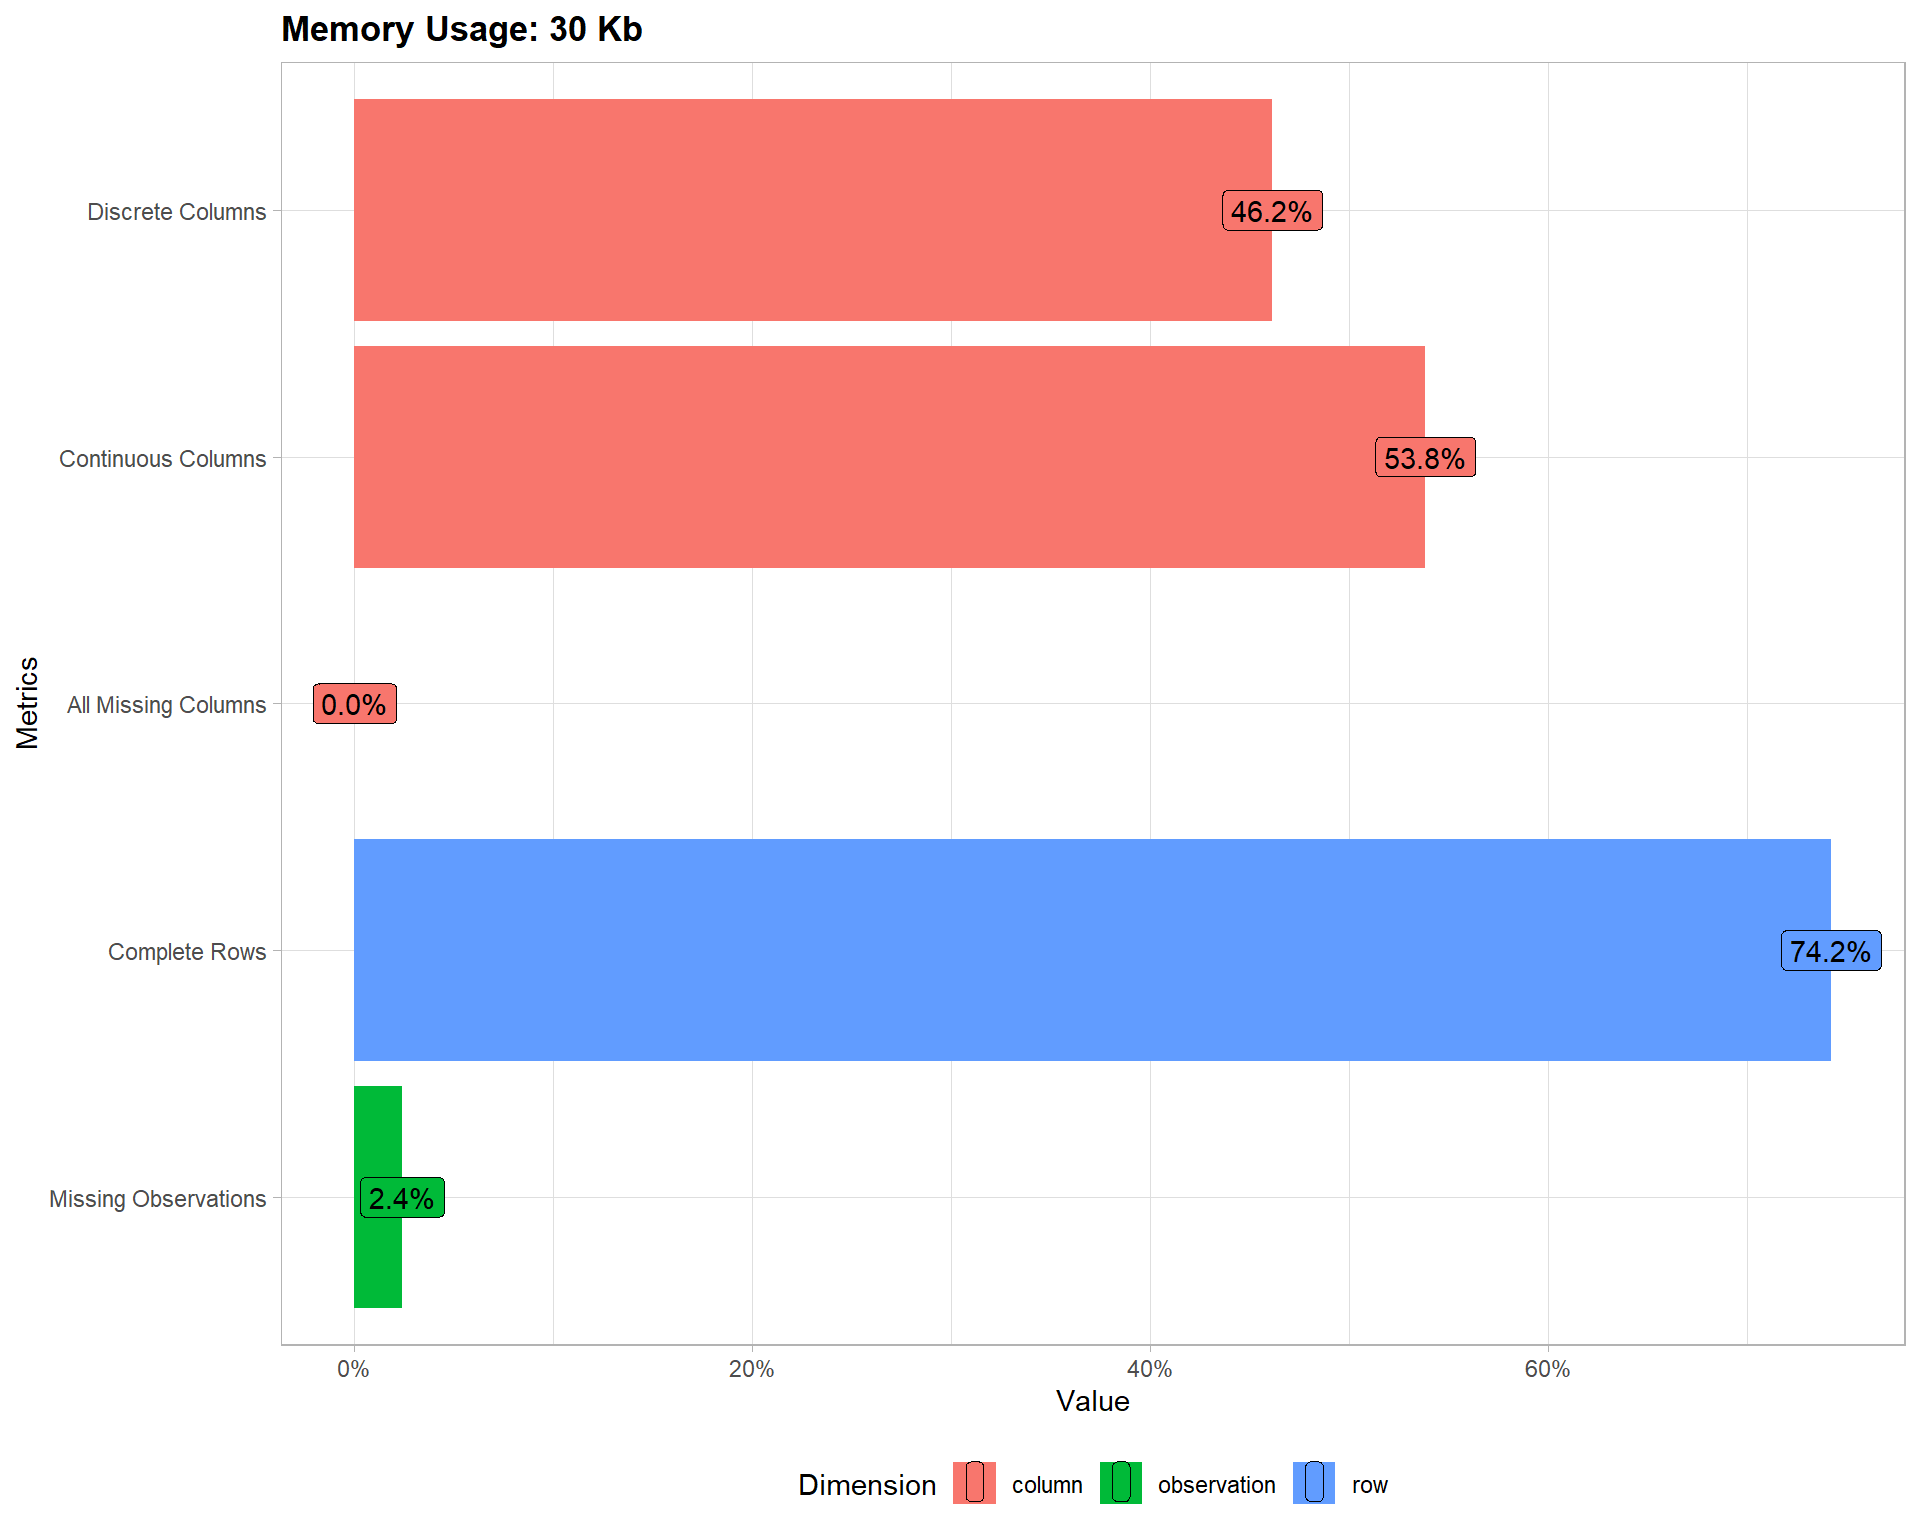 Memory Usage: 30 Kb
Discrete Columns
46.2%
Continuous Columns
53.8%
All Missing Columns
0.0%
Complete Rows
74.2%
Missing Observations
2.4%
Metrics
0% 20% 40% 60%
Value
Dimension column observation row